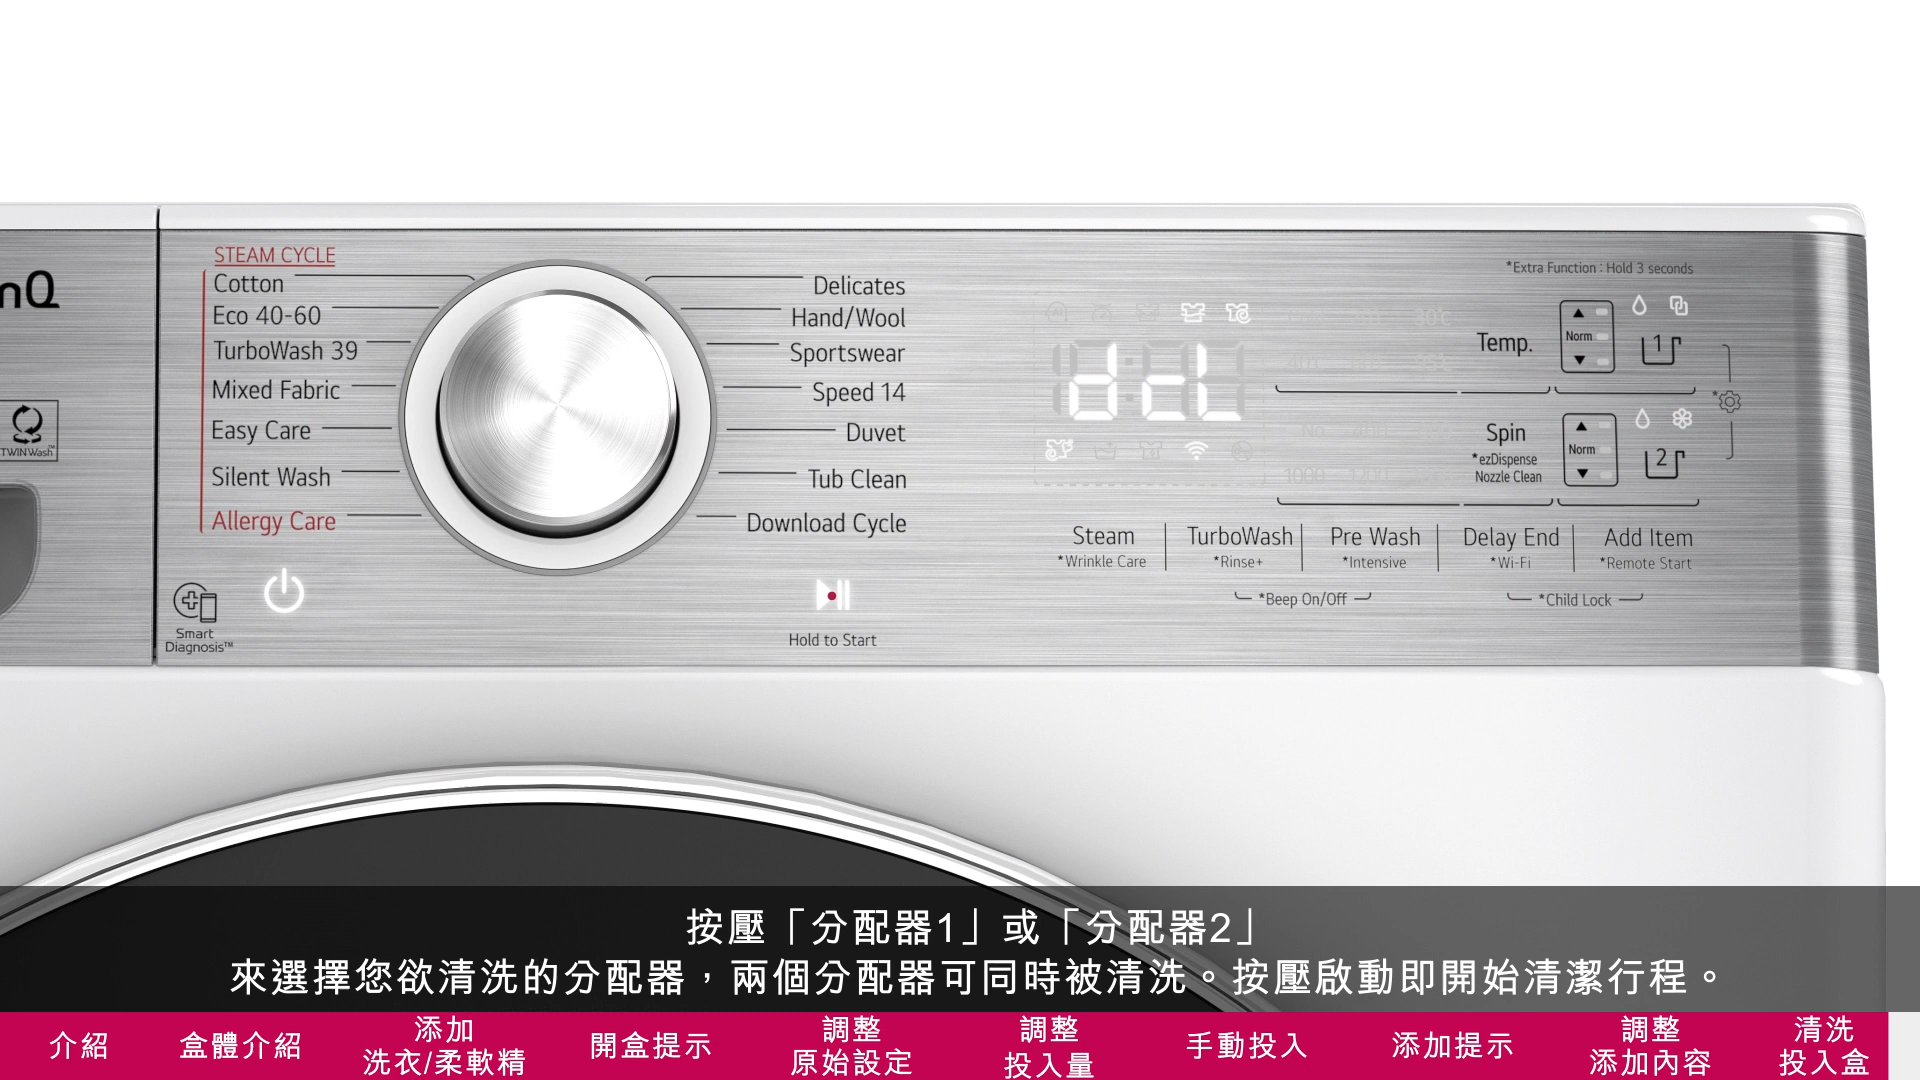 nQ
TWINWash™
STEAM CYCLE
Cotton
Eco 40-60
TurboWash 39
Mixed Fabric
Easy Care
Silent Wash
Allergy Care
Smart
Diagnosis™
Delicates
Hand/Wool
Sportswear
Speed 14
Duvet
Tub Clean
Download Cycle
Hold to Start
dcL
*Extra Function : Hold 3 seconds
Temp.
Norm
1
Spin
*ezDispense
Nozzle Clean
Norm
2
*
Steam
*Wrinkle Care
TurboWash
*Rinse+
Pre Wash
*Intensive
Delay End
*Wi-Fi
Add Item
*Remote Start
*Beep On/Off
*Child Lock
按壓「分配器1」或「分配器2」
來選擇您欲清洗的分配器，兩個分配器可同時被清洗。按壓啟動即開始清潔行程。
介紹
盒體介紹
添加
洗衣/柔軟精
開盒提示
調整
原始設定
調整
投入量
手動投入
添加提示
調整
添加內容
清洗
投入盒